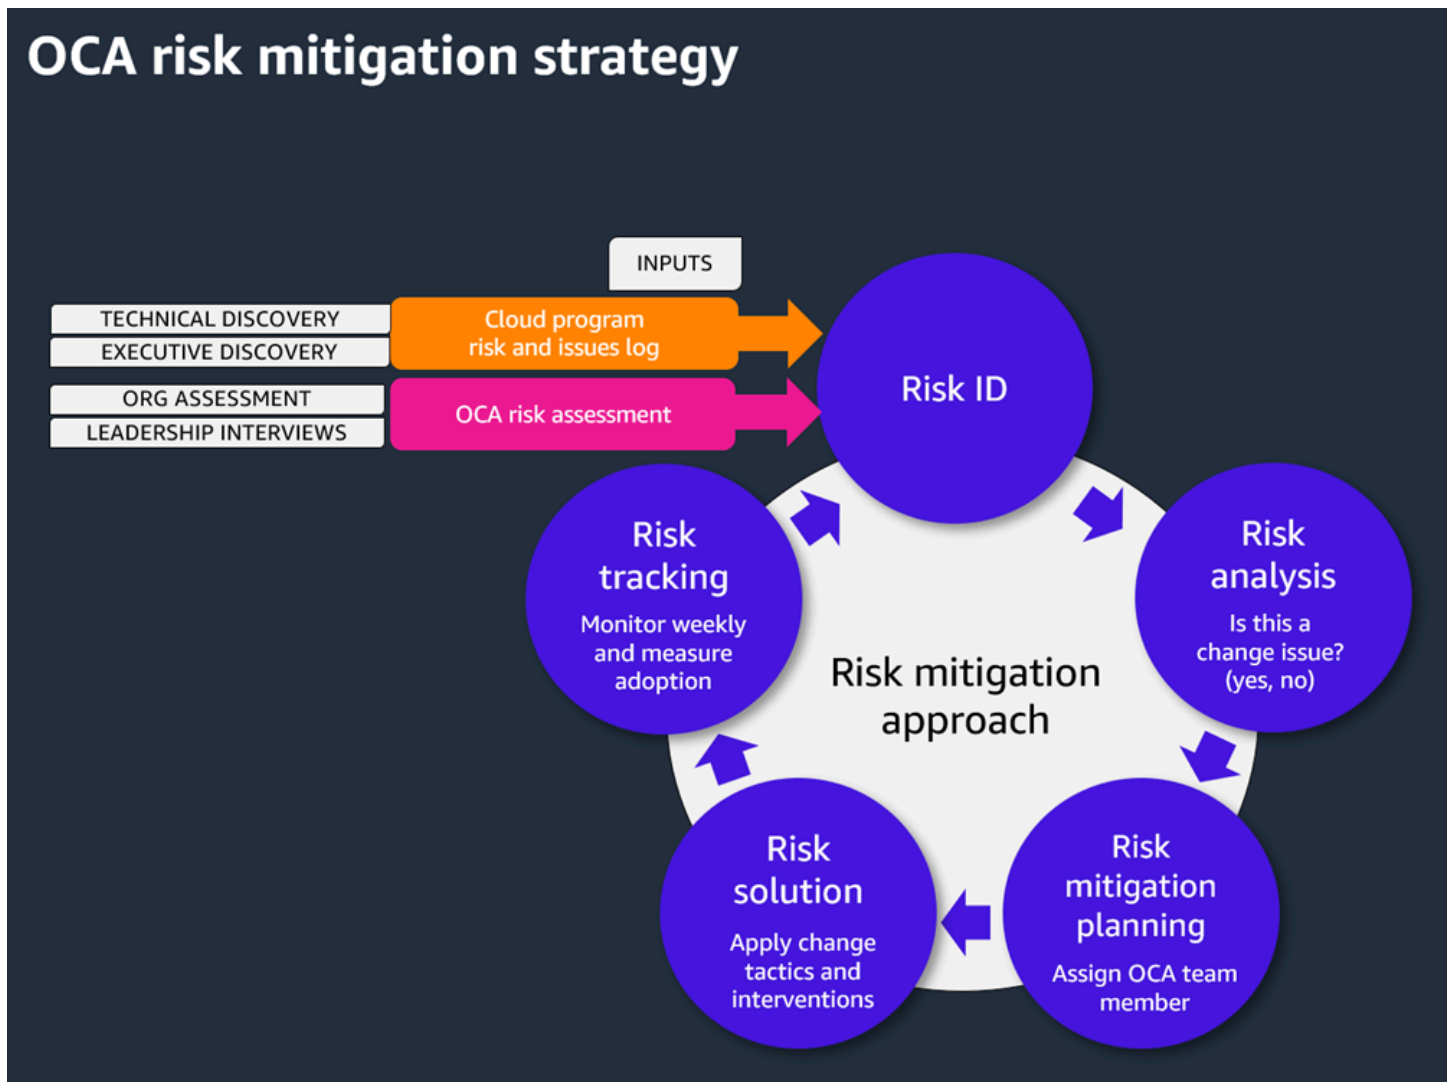 OCA risk mitigation strategy
INPUTS
TECHNICAL DISCOVERY
EXECUTIVE DISCOVERY
Cloud program
risk and issues log
ORG ASSESSMENT
LEADERSHIP INTERVIEWS
OCA risk assessment
Risk ID
Risk
analysis
Is this a
change issue?
(yes, no)
Risk
mitigation
planning
Assign OCA team
member
Risk
solution
Apply change
tactics and
interventions
Risk
tracking
Monitor weekly
and measure
adoption
Risk mitigation
approach